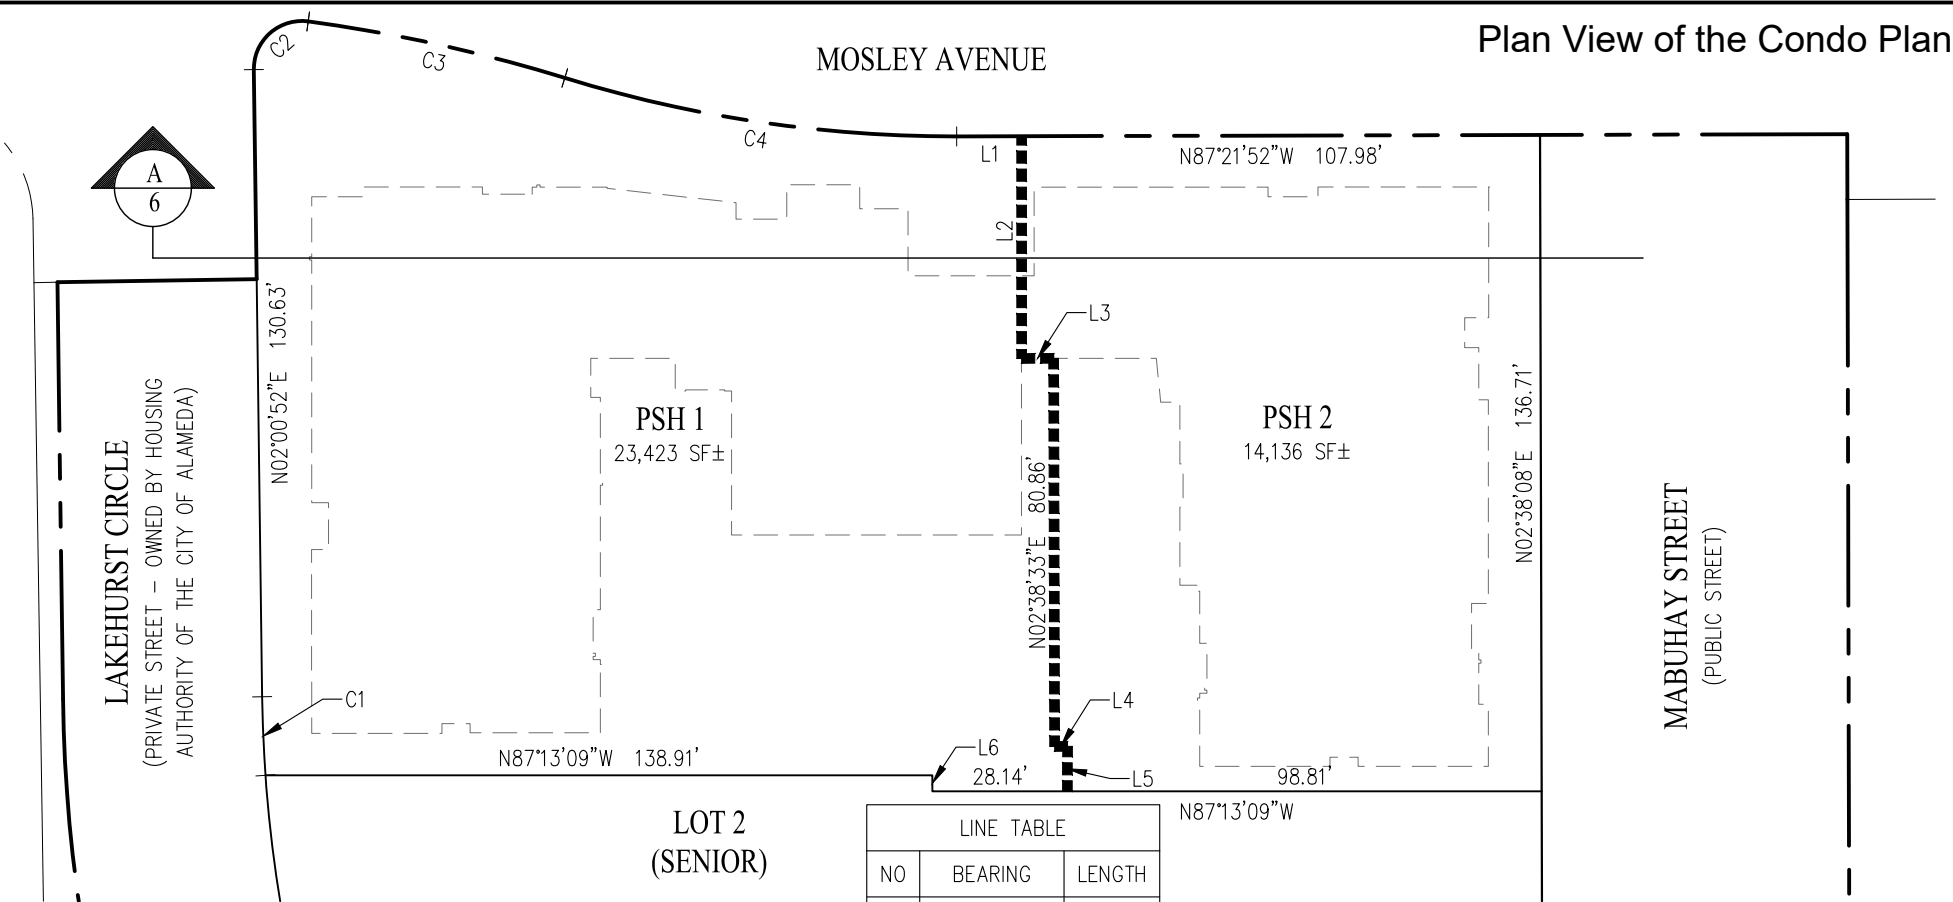 Plan View of the Condo Plan
MOSLEY AVENUE
C2
C3
C4
L1
N87°21'52"W 107.98'
A
6
L2
L3
N02°00'52"E 130.63'
PSH 1
23,423 SF±
PSH 2
14,136 SF±
N02°38'33"E 80.86'
N02°38'08"E 136.71'
LAKEHURST CIRCLE
(PRIVATE STREET – OWNED BY HOUSING
AUTHORITY OF THE CITY OF ALAMEDA)
MABUHAY STREET
(PUBLIC STREET)
C1
L4
N87°13'09"W 138.91'
L6
28.14'
L5
98.81'
N87°13'09"W
LOT 2
(SENIOR)
LINE TABLE
NO BEARING LENGTH